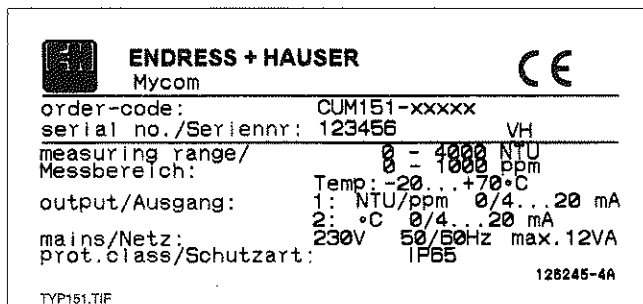 ENDRESS + HAUSER
Mycom
CE
order-code: CUM151-xxxxx
serial no./Seriennr: 123456 VH
measuring range/ 0 - 4000 NTU
Messbereich: 0 - 1000 ppm
Temp:-20...+70°C
output/Ausgang: 1: NTU/ppm 0/4...20 mA
2: °C 0/4...20 mA
mains/Netz: 230V 50/60Hz max.12VA
prot.class/Schutzart: IP65
126245-4A
TYP151.TIF